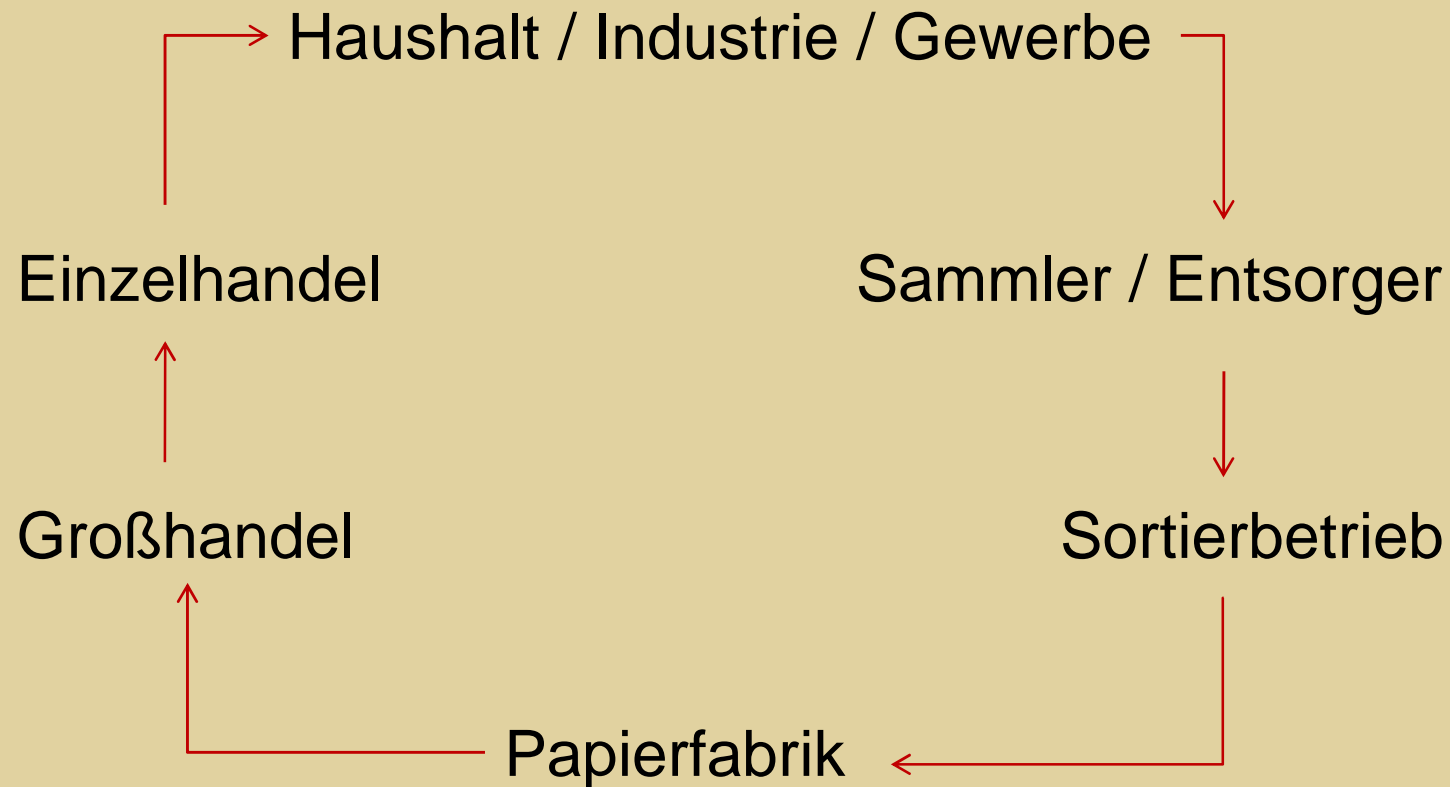 Haushalt / Industrie / Gewerbe
Einzelhandel
Sammler / Entsorger
Großhandel
Sortierbetrieb
Papierfabrik